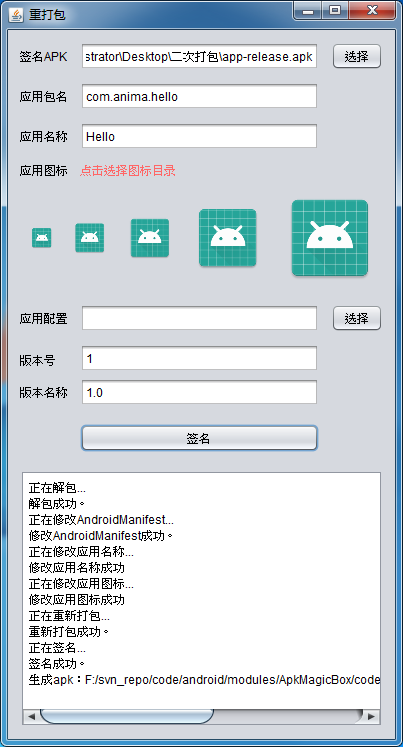 重打包
签名APK strator\Desktop\二次打包\app-release.apk 选择
应用包名 com.anima.hello
应用名称 Hello
应用图标 点击选择图标目录
应用配置 选择
版本号 1
版本名称 1.0
签名
正在解包...
解包成功。
正在修改AndroidManifest...
修改AndroidManifest成功。
正在修改应用名称...
修改应用名称成功
正在修改应用图标...
修改应用图标成功
正在重新打包...
重新打包成功。
正在签名...
签名成功。
生成apk：F:/svn_repo/code/android/modules/ApkMagicBox/code